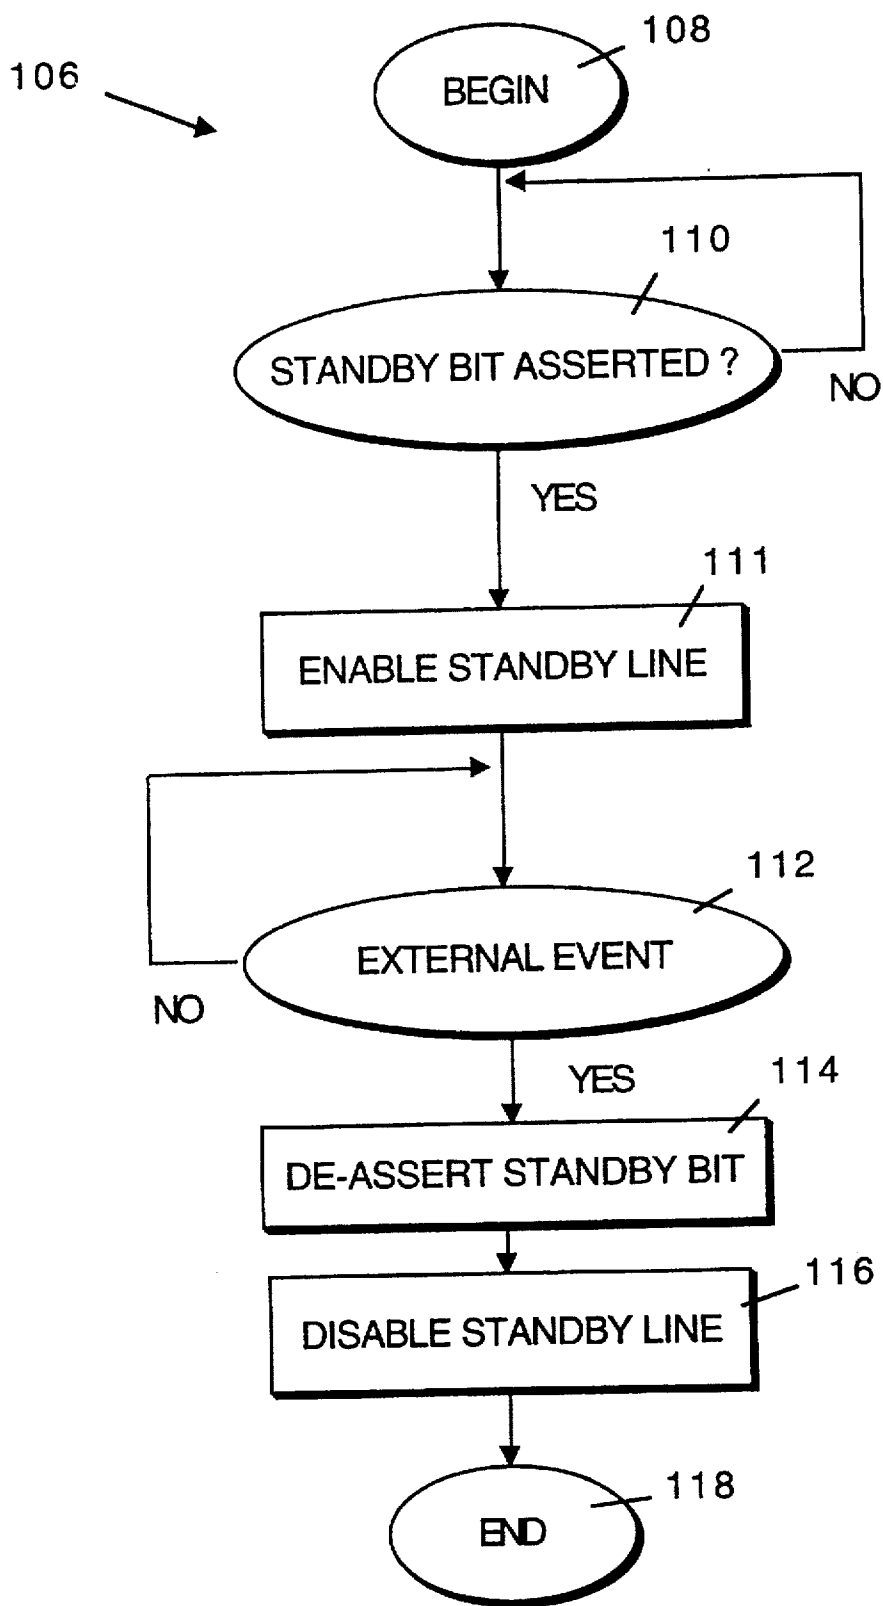 108
106
BEGIN
110
STANDBY BIT ASSERTED ?
NO
YES
111
ENABLE STANDBY LINE
112
EXTERNAL EVENT
NO
YES
114
DE-ASSERT STANDBY BIT
116
DISABLE STANDBY LINE
118
END